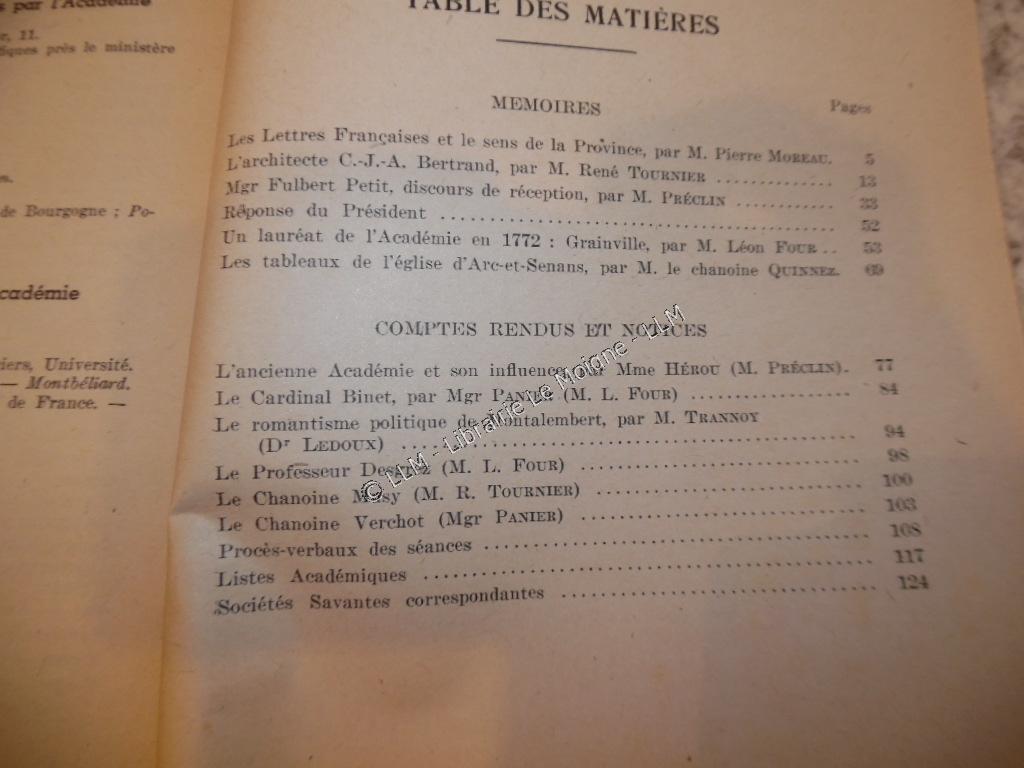 s par l'Académie
r, 11.
fiques près le ministère
es.
de Bourgogne ; Po-
cadémie
iers, Université.
— Montbéliard.
de France. —
TABLE DES MATIÈRES
MEMOIRES
Pages
Les Lettres Françaises et le sens de la Province, par M. Pierre MOREAU. 5
L'architecte C.-J.-A. Bertrand, par M. René TOURNIER .............. 13
Mgr Fulbert Petit, discours de réception, par M. PRÉCLIN ............ 33
Réponse du Président .................................................. 52
Un lauréat de l'Académie en 1772 : Grainville, par M. Léon FOUR .. 53
Les tableaux de l'église d'Arc-et-Senans, par M. le chanoine QUINNEZ. 69
COMPTES RENDUS ET NOTICES
L'ancienne Académie et son influence, par Mme HÉROU (M. PRÉCLIN). 77
Le Cardinal Binet, par Mgr PANIER (M. L. FOUR) ................. 84
Le romantisme politique de Montalembert, par M. TRANNOY
(Dr LEDOUX) .................................................. 94
Le Professeur (M. L. FOUR) ............................ 98
Le Chanoine (M. R. TOURNIER) ............................ 100
Le Chanoine Verchot (Mgr PANIER) ............................ 103
Procès-verbaux des séances ........................................ 108
Listes Académiques ............................................. 117
Sociétés Savantes correspondantes ............................... 124
© LLM - Librairie Le Moigne - LLM